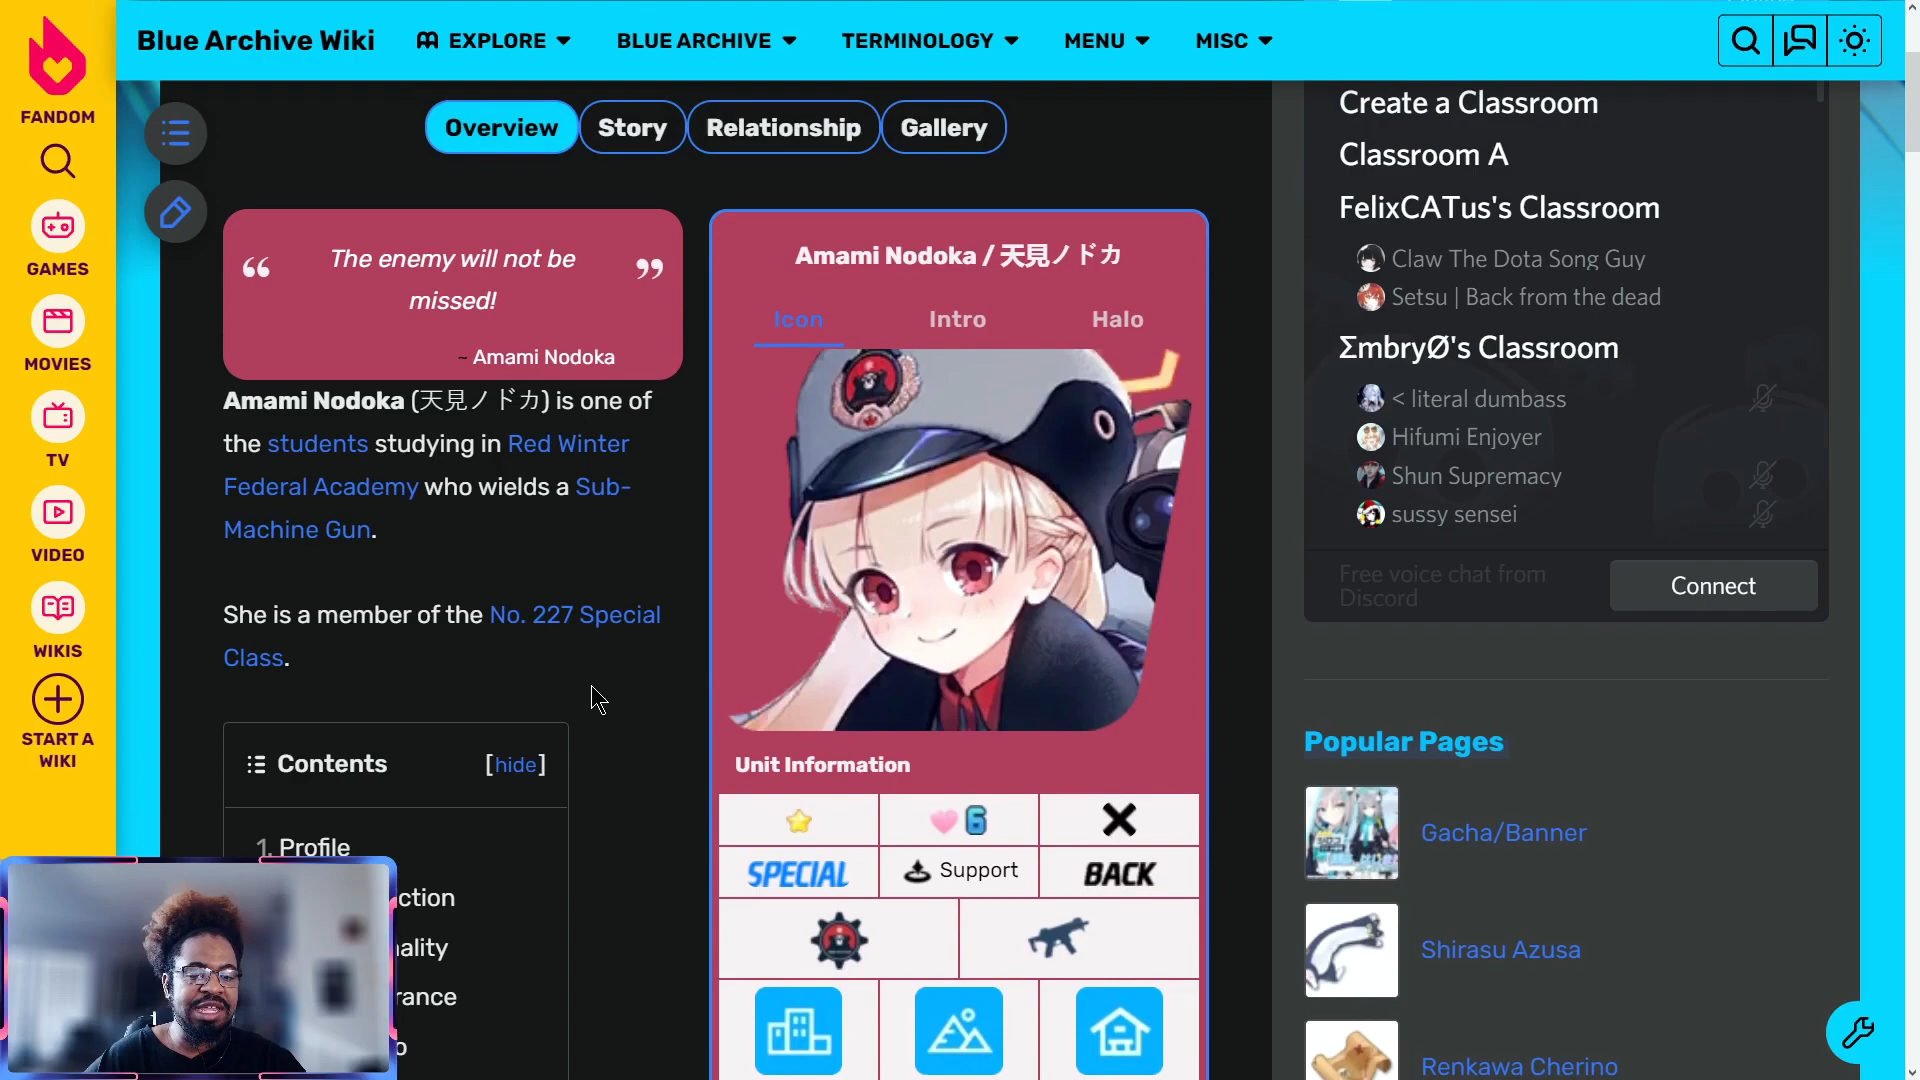 Blue Archive Wiki
EXPLORE
BLUE ARCHIVE
TERMINOLOGY
MENU
MISC
FANDOM
GAMES
MOVIES
TV
VIDEO
WIKIS
START A
WIKI
Overview
Story
Relationship
Gallery
“ The enemy will not be ”
missed!
~ Amami Nodoka
Amami Nodoka (天見ノドカ) is one of
the students studying in Red Winter
Federal Academy who wields a Sub-
Machine Gun.
She is a member of the No. 227 Special
Class.
Contents [hide]
1. Profile
ction
ality
rance
o
Amami Nodoka / 天見ノドカ
Icon
Intro
Halo
Unit Information
6
SPECIAL
Support
BACK
Create a Classroom
Classroom A
FelixCATus's Classroom
Claw The Dota Song Guy
Setsu | Back from the dead
ΣmbryØ's Classroom
< literal dumbass
Hifumi Enjoyer
Shun Supremacy
sussy sensei
Free voice chat from
Discord
Connect
Popular Pages
Gacha/Banner
Shirasu Azusa
Renkawa Cherino